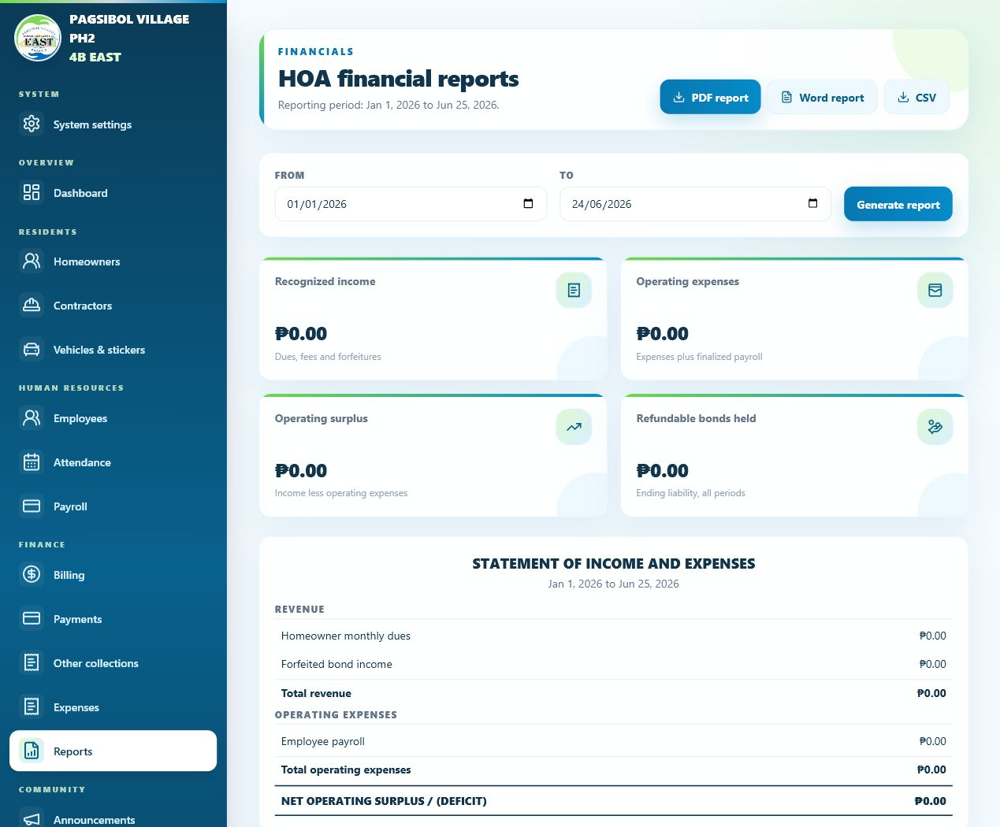 PAGSIBOL VILLAGE
PH2
4B EAST
EAST
SYSTEM
System settings
OVERVIEW
Dashboard
RESIDENTS
Homeowners
Contractors
Vehicles & stickers
HUMAN RESOURCES
Employees
Attendance
Payroll
FINANCE
Billing
Payments
Other collections
Expenses
Reports
COMMUNITY
Announcements
FINANCIALS
HOA financial reports
Reporting period: Jan 1, 2026 to Jun 25, 2026.
PDF report
Word report
CSV
FROM
01/01/2026
TO
24/06/2026
Generate report
Recognized income
₱0.00
Dues, fees and forfeitures
Operating expenses
₱0.00
Expenses plus finalized payroll
Operating surplus
₱0.00
Income less operating expenses
Refundable bonds held
₱0.00
Ending liability, all periods
STATEMENT OF INCOME AND EXPENSES
Jan 1, 2026 to Jun 25, 2026
REVENUE
Homeowner monthly dues ₱0.00
Forfeited bond income ₱0.00
Total revenue ₱0.00
OPERATING EXPENSES
Employee payroll ₱0.00
Total operating expenses ₱0.00
NET OPERATING SURPLUS / (DEFICIT) ₱0.00